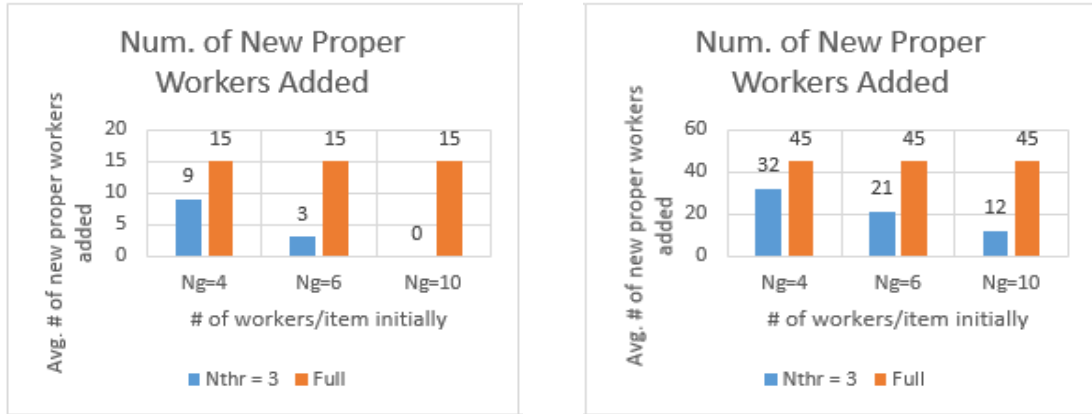 Num. of New Proper
Workers Added
Avg. # of new proper workers
added
20
15
10
5
0
9
15
3
15
0
15
Ng=4
Ng=6
Ng=10
# of workers/item initially
Nthr = 3
Full
Num. of New Proper
Workers Added
Avg. # of new proper workers
added
60
40
20
0
32
45
21
45
12
45
Ng=4
Ng=6
Ng=10
# of workers/item initially
Nthr = 3
Full